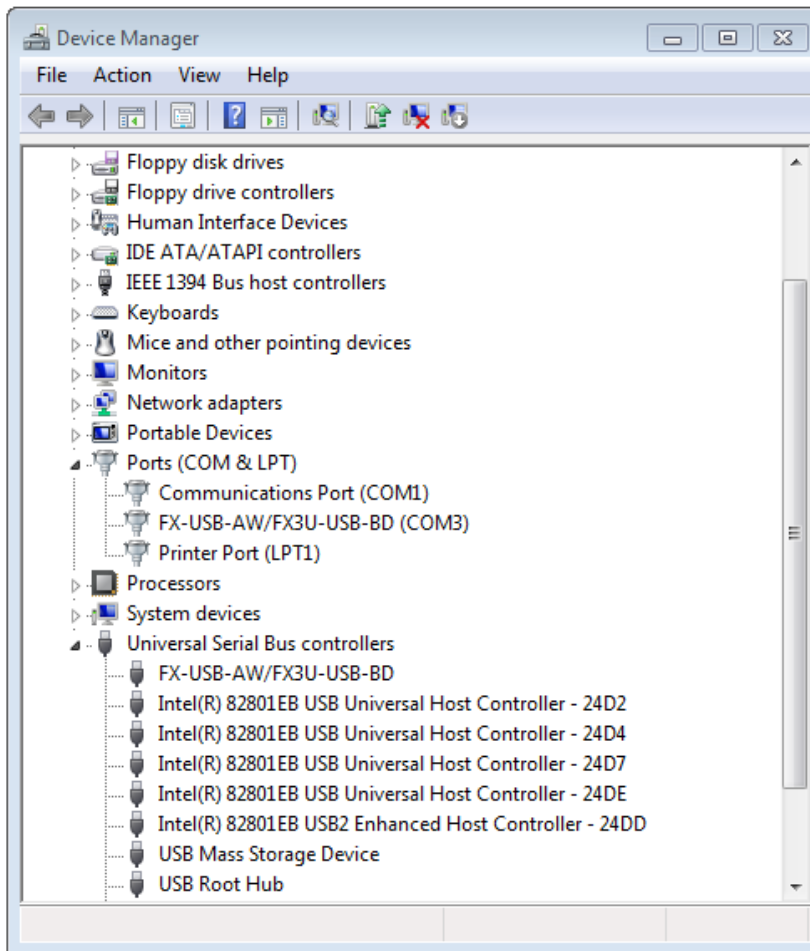 Device Manager
File Action View Help
Floppy disk drives
Floppy drive controllers
Human Interface Devices
IDE ATA/ATAPI controllers
IEEE 1394 Bus host controllers
Keyboards
Mice and other pointing devices
Monitors
Network adapters
Portable Devices
Ports (COM & LPT)
Communications Port (COM1)
FX-USB-AW/FX3U-USB-BD (COM3)
Printer Port (LPT1)
Processors
System devices
Universal Serial Bus controllers
FX-USB-AW/FX3U-USB-BD
Intel(R) 82801EB USB Universal Host Controller - 24D2
Intel(R) 82801EB USB Universal Host Controller - 24D4
Intel(R) 82801EB USB Universal Host Controller - 24D7
Intel(R) 82801EB USB Universal Host Controller - 24DE
Intel(R) 82801EB USB2 Enhanced Host Controller - 24DD
USB Mass Storage Device
USB Root Hub